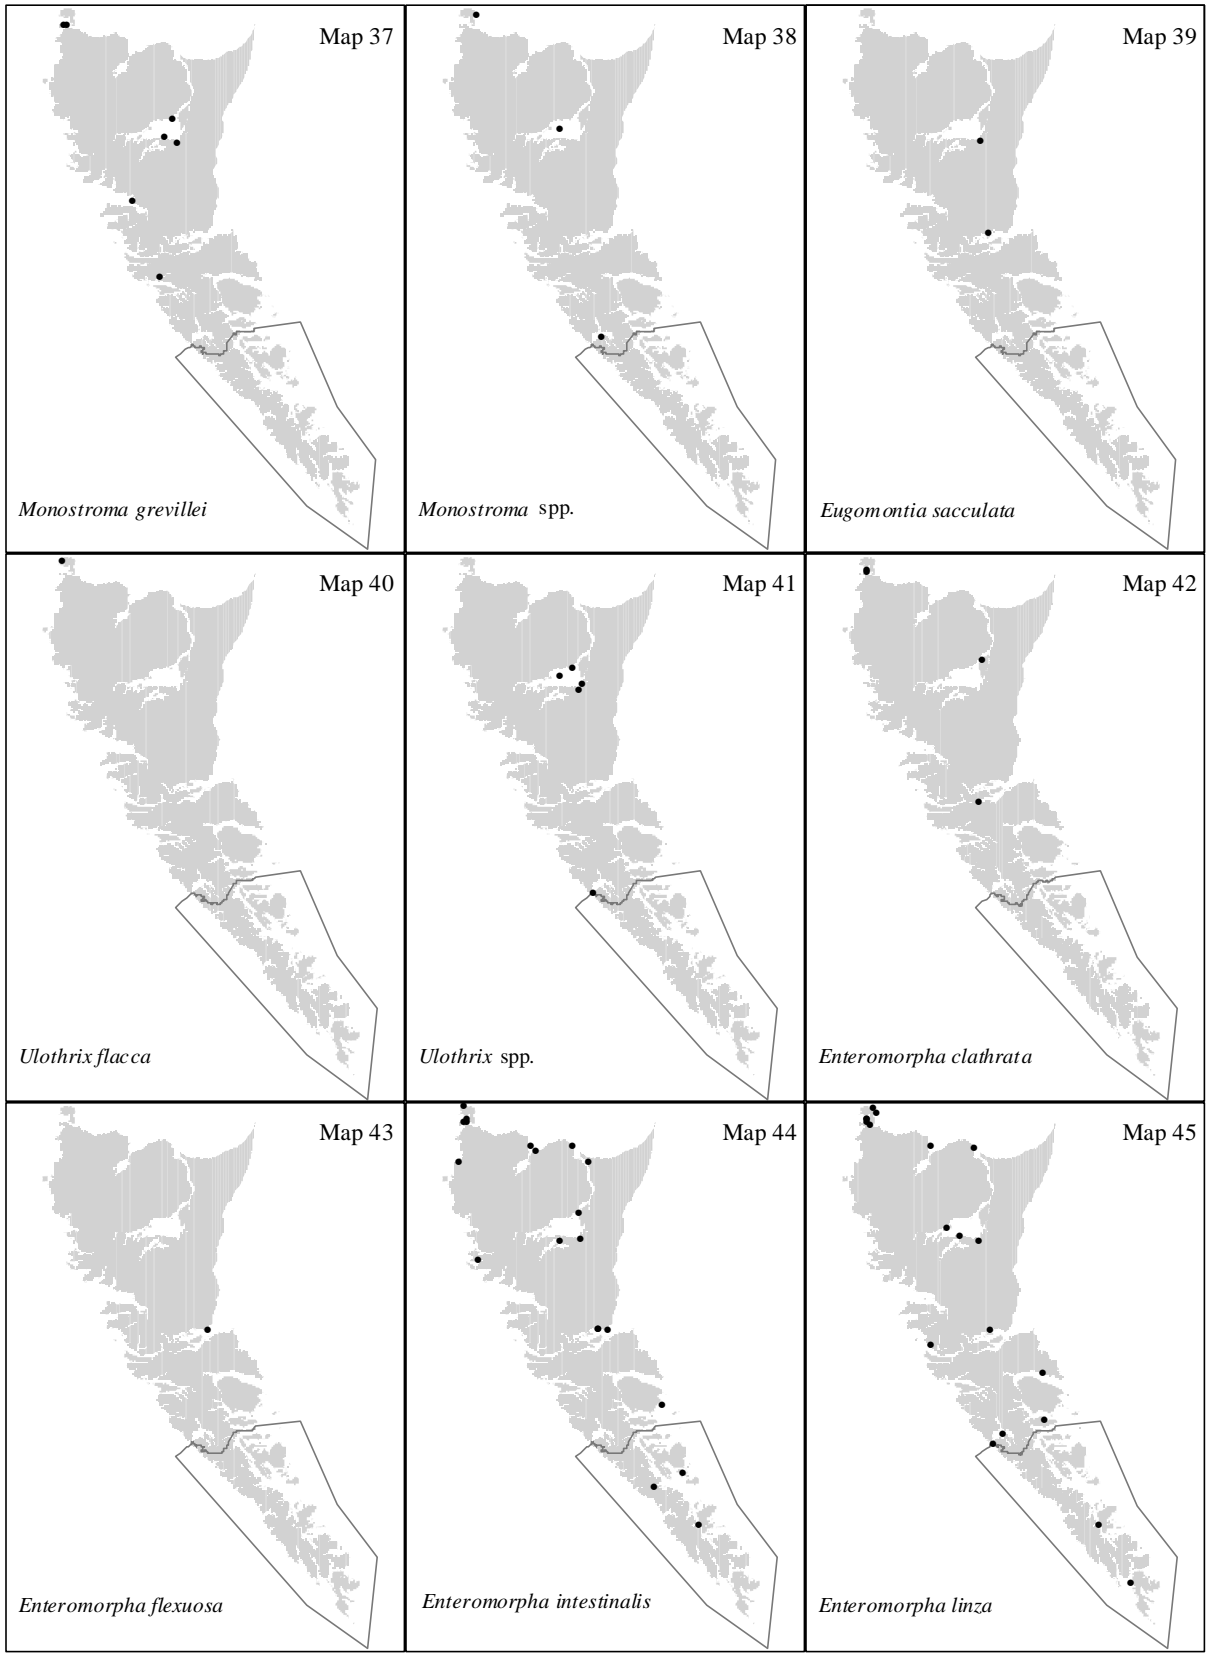 Map 37
Map 38
Map 39
Monostroma grevillei
Monostroma spp.
Eugomontia sacculata
Map 40
Map 41
Map 42
Ulothrix flacca
Ulothrix spp.
Enteromorpha clathrata
Map 43
Map 44
Map 45
Enteromorpha flexuosa
Enteromorpha intestinalis
Enteromorpha linza